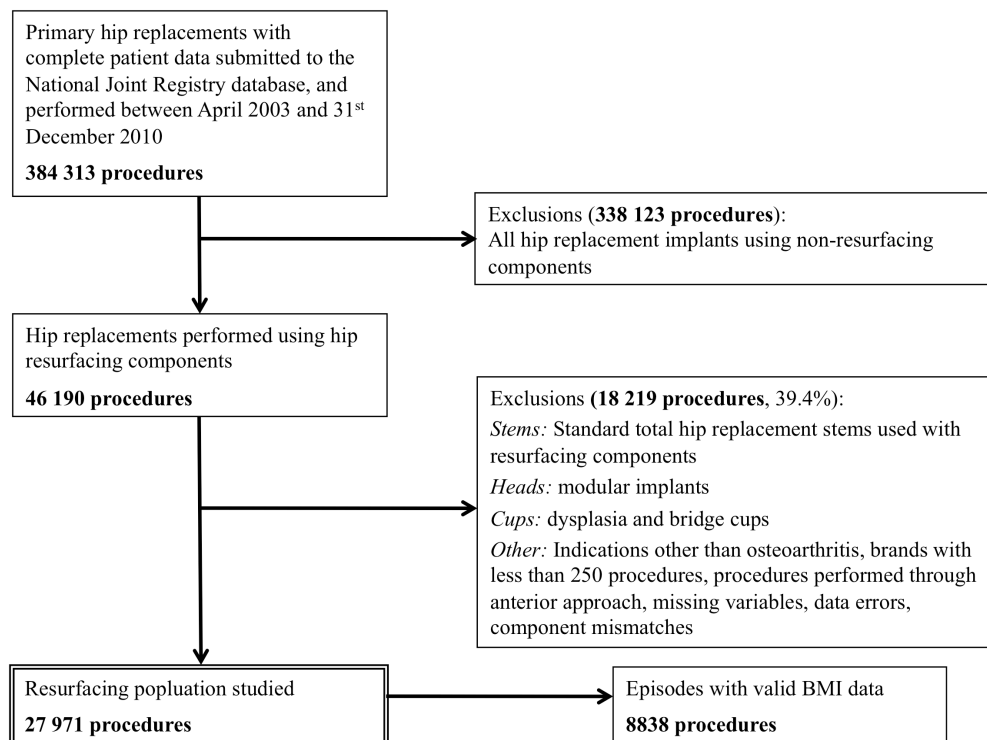 Primary hip replacements with
complete patient data submitted to the
National Joint Registry database, and
performed between April 2003 and 31st
December 2010
384 313 procedures
Exclusions (338 123 procedures):
All hip replacement implants using non-resurfacing
components
Hip replacements performed using hip
resurfacing components
46 190 procedures
Exclusions (18 219 procedures, 39.4%):
Stems: Standard total hip replacement stems used with
resurfacing components
Heads: modular implants
Cups: dysplasia and bridge cups
Other: Indications other than osteoarthritis, brands with
less than 250 procedures, procedures performed through
anterior approach, missing variables, data errors,
component mismatches
Resurfacing popluation studied
27 971 procedures
Episodes with valid BMI data
8838 procedures